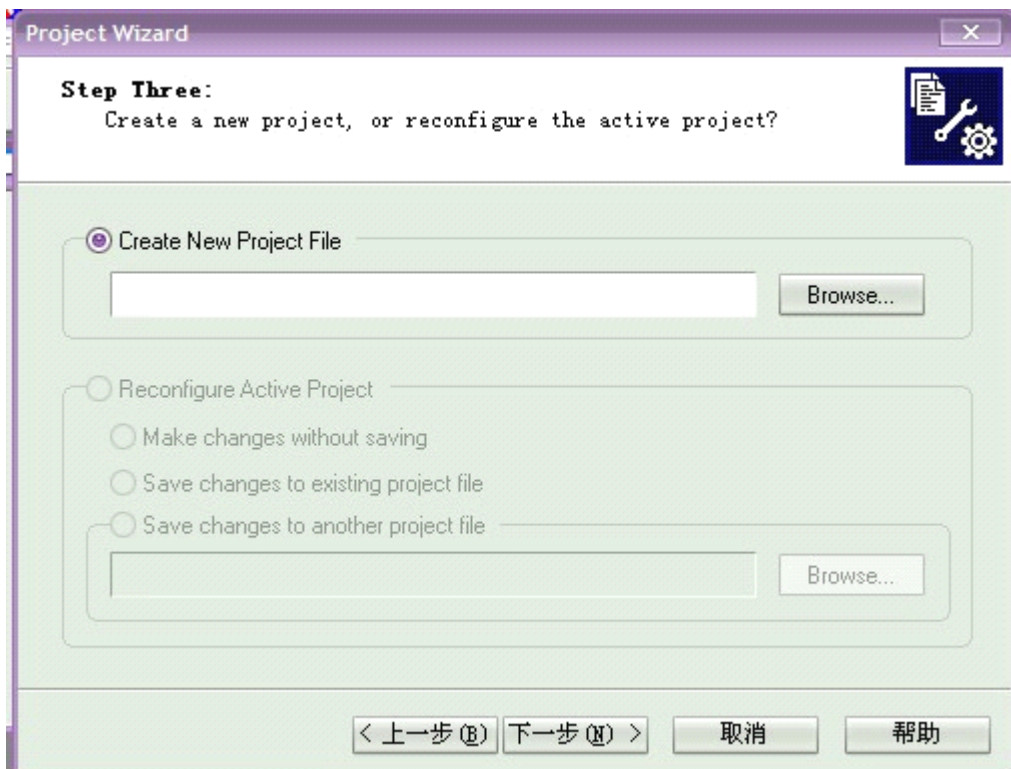 Project Wizard
Step Three:
Create a new project, or reconfigure the active project?
Create New Project File
Browse...
Reconfigure Active Project
Make changes without saving
Save changes to existing project file
Save changes to another project file
Browse...
< 上一步(B) 下一步(N) > 取消 帮助